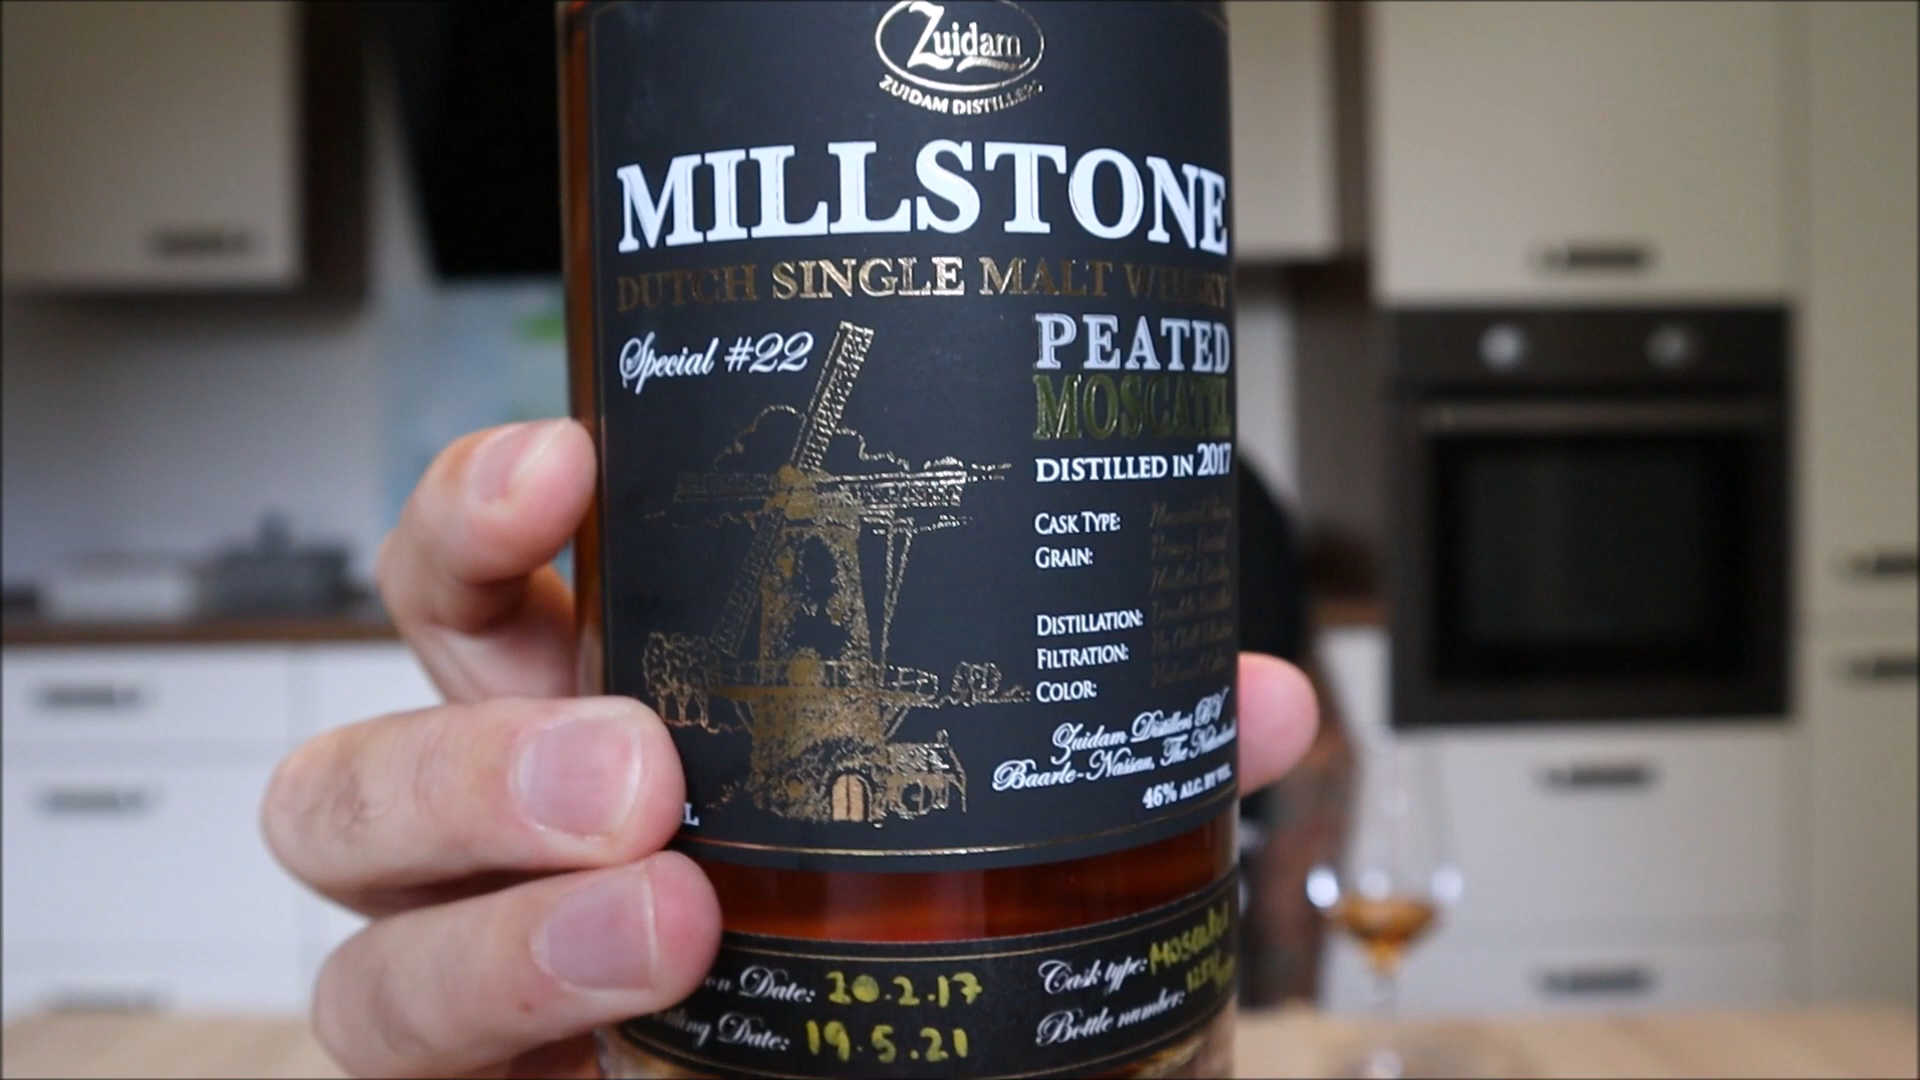 Zuidam
ZUIDAM DISTILLERS
MILLSTONE
DUTCH SINGLE MALT WHISKY
Special #22
PEATED
MOSCATEL
DISTILLED IN 2017
CASK TYPE:
GRAIN:
DISTILLATION:
FILTRATION:
COLOR:
Zuidam Distillers BV
Baarle-Nassau, The Netherlands
46% ALC. BY VOL.
L
on Date: 20.2.17
Date: 19.5.21
Cask type: Moscatel
Bottle number: